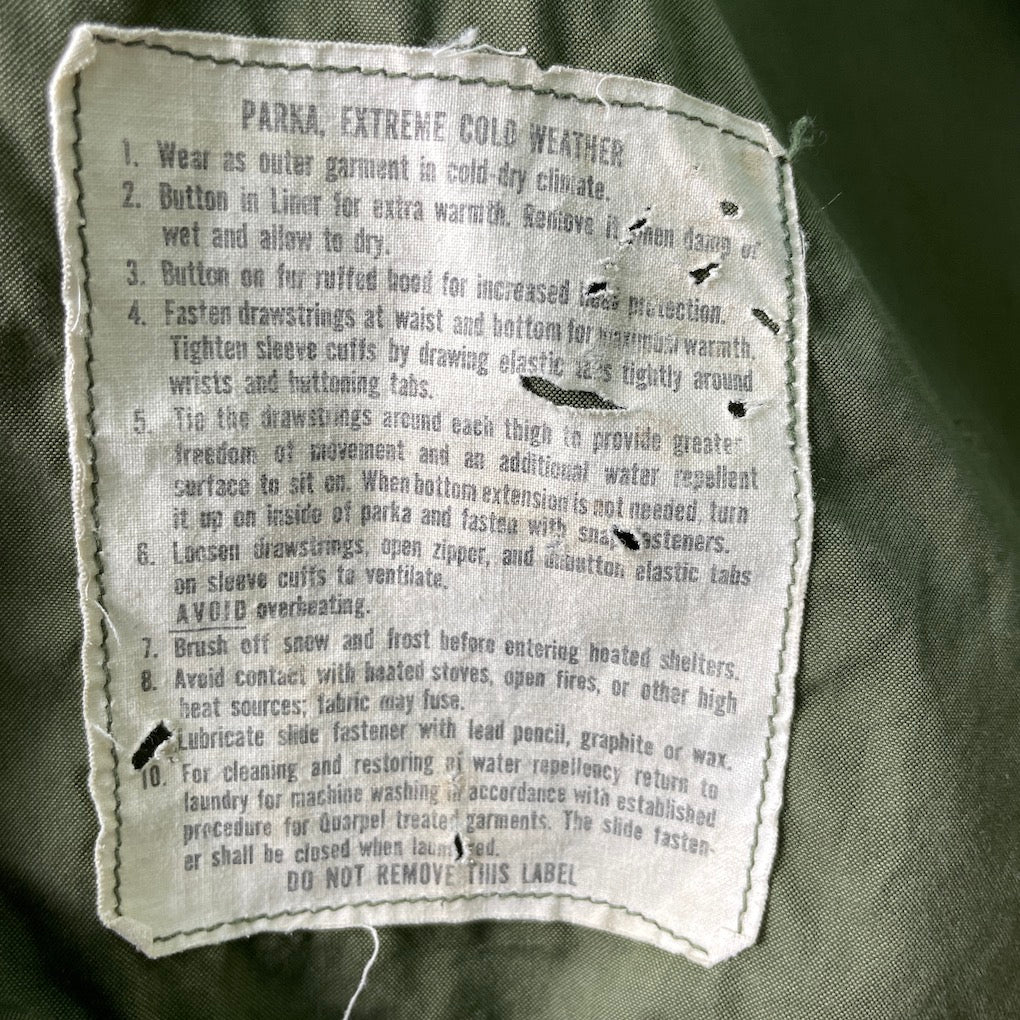 PARKA, EXTREME COLD WEATHER
1. Wear as outer garment in cold-dry climate.
2. Button in Liner for extra warmth. Remove it when damp or
wet and allow to dry.
3. Button on fur ruffed hood for increased protection.
4. Fasten drawstrings at waist and bottom for maximum warmth.
Tighten sleeve cuffs by drawing elastic tabs tightly around
wrists and buttoning tabs.
5. Tie the drawstrings around each thigh to provide greater
freedom of movement and an additional water repellent
surface to sit on. When bottom extension is not needed, turn
it up on inside of parka and fasten with snap fasteners.
6. Loosen drawstrings, open zipper, and unbutton elastic tabs
on sleeve cuffs to ventilate.
AVOID overheating.
7. Brush off snow and frost before entering heated shelters.
8. Avoid contact with heated stoves, open fires, or other high
heat sources; fabric may fuse.
Lubricate slide fastener with lead pencil, graphite or wax.
10. For cleaning and restoring of water repellency return to
laundry for machine washing in accordance with established
procedure for Quarpel treated garments. The slide fasten-
er shall be closed when laundered.
DO NOT REMOVE THIS LABEL